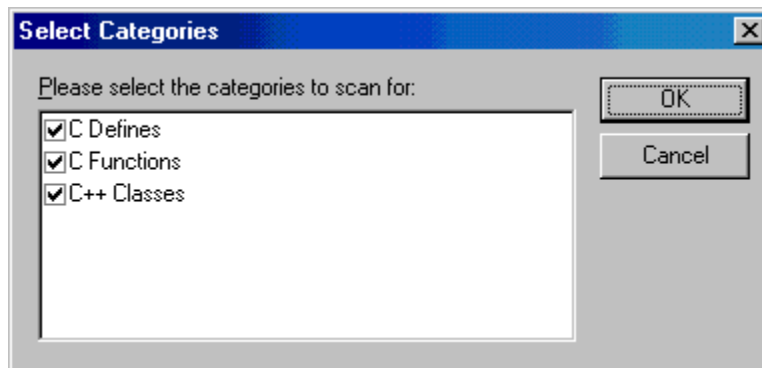 Select Categories
Please select the categories to scan for:
C Defines
C Functions
C++ Classes
OK
Cancel